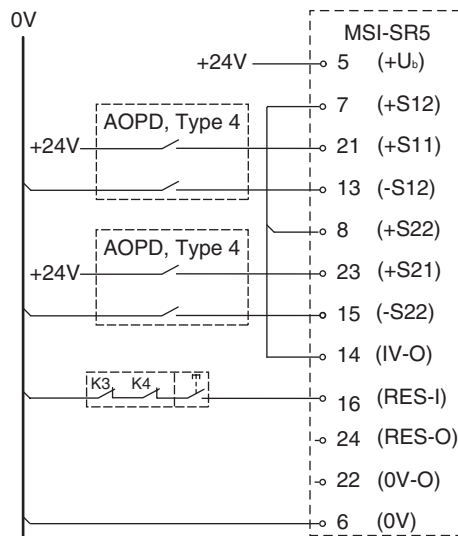 0V
MSI-SR5
+24V 5 (+Ub)
7 (+S12)
AOPD, Type 4
+24V 21 (+S11)
13 (-S12)
8 (+S22)
AOPD, Type 4
+24V 23 (+S21)
15 (-S22)
14 (IV-O)
K3 K4
16 (RES-I)
24 (RES-O)
22 (0V-O)
6 (0V)